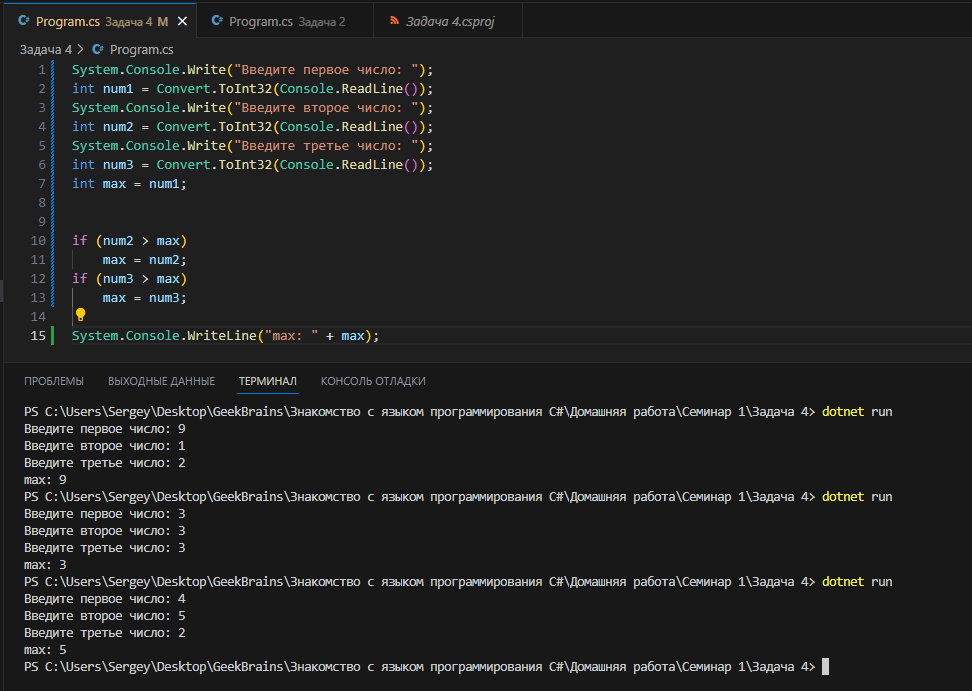 Program.cs Задача 4 M Program.cs Задача 2 Задача 4.csproj
Задача 4 > Program.cs
1 System.Console.Write("Введите первое число: ");
2 int num1 = Convert.ToInt32(Console.ReadLine());
3 System.Console.Write("Введите второе число: ");
4 int num2 = Convert.ToInt32(Console.ReadLine());
5 System.Console.Write("Введите третье число: ");
6 int num3 = Convert.ToInt32(Console.ReadLine());
7 int max = num1;
8
9
10 if (num2 > max)
11 max = num2;
12 if (num3 > max)
13 max = num3;
14
15 System.Console.WriteLine("max: " + max);
ПРОБЛЕМЫ ВЫХОДНЫЕ ДАННЫЕ ТЕРМИНАЛ КОНСОЛЬ ОТЛАДКИ
PS C:\Users\Sergey\Desktop\GeekBrains\Знакомство с языком программирования C#\Домашняя работа\Семинар 1\Задача 4> dotnet run
Введите первое число: 9
Введите второе число: 1
Введите третье число: 2
max: 9
PS C:\Users\Sergey\Desktop\GeekBrains\Знакомство с языком программирования C#\Домашняя работа\Семинар 1\Задача 4> dotnet run
Введите первое число: 3
Введите второе число: 3
Введите третье число: 3
max: 3
PS C:\Users\Sergey\Desktop\GeekBrains\Знакомство с языком программирования C#\Домашняя работа\Семинар 1\Задача 4> dotnet run
Введите первое число: 4
Введите второе число: 5
Введите третье число: 2
max: 5
PS C:\Users\Sergey\Desktop\GeekBrains\Знакомство с языком программирования C#\Домашняя работа\Семинар 1\Задача 4>